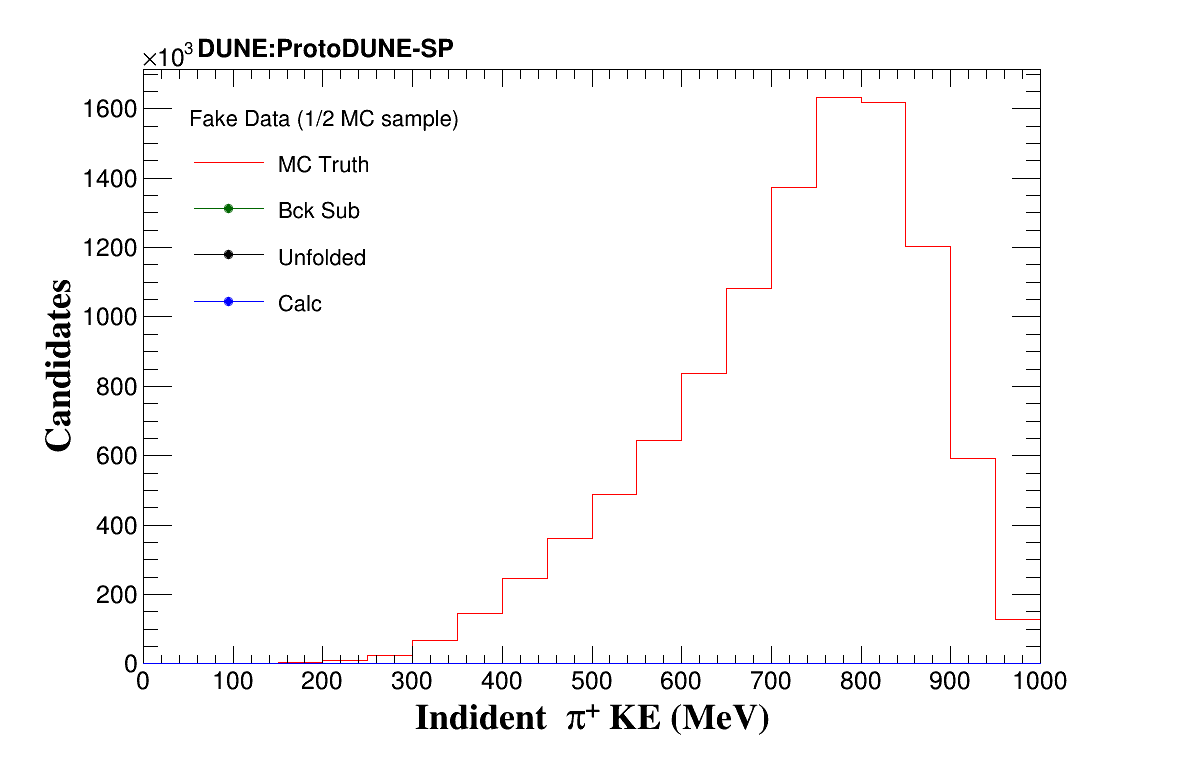 ×10³ DUNE:ProtoDUNE-SP
Fake Data (1/2 MC sample)
MC Truth
Bck Sub
Unfolded
Calc
1600
1400
1200
1000
800
600
400
200
0
Candidates
0 100 200 300 400 500 600 700 800 900 1000
Indident π⁺ KE (MeV)